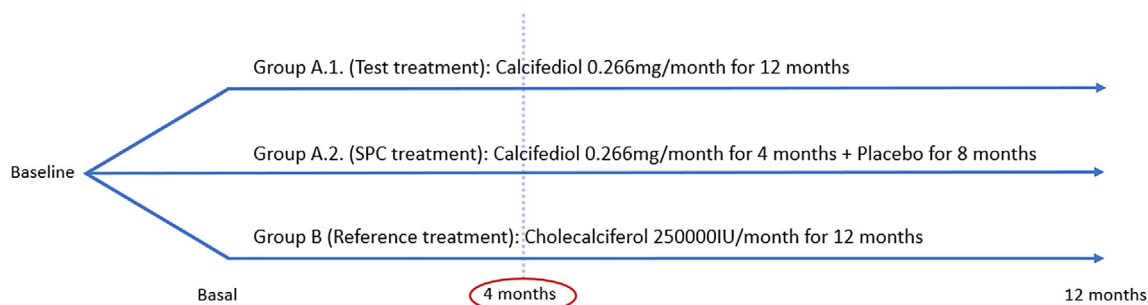 Group A.1. (Test treatment): Calcifediol 0.266mg/month for 12 months
Group A.2. (SPC treatment): Calcifediol 0.266mg/month for 4 months + Placebo for 8 months
Baseline
Group B (Reference treatment): Cholecalciferol 250000IU/month for 12 months
Basal
4 months
12 months